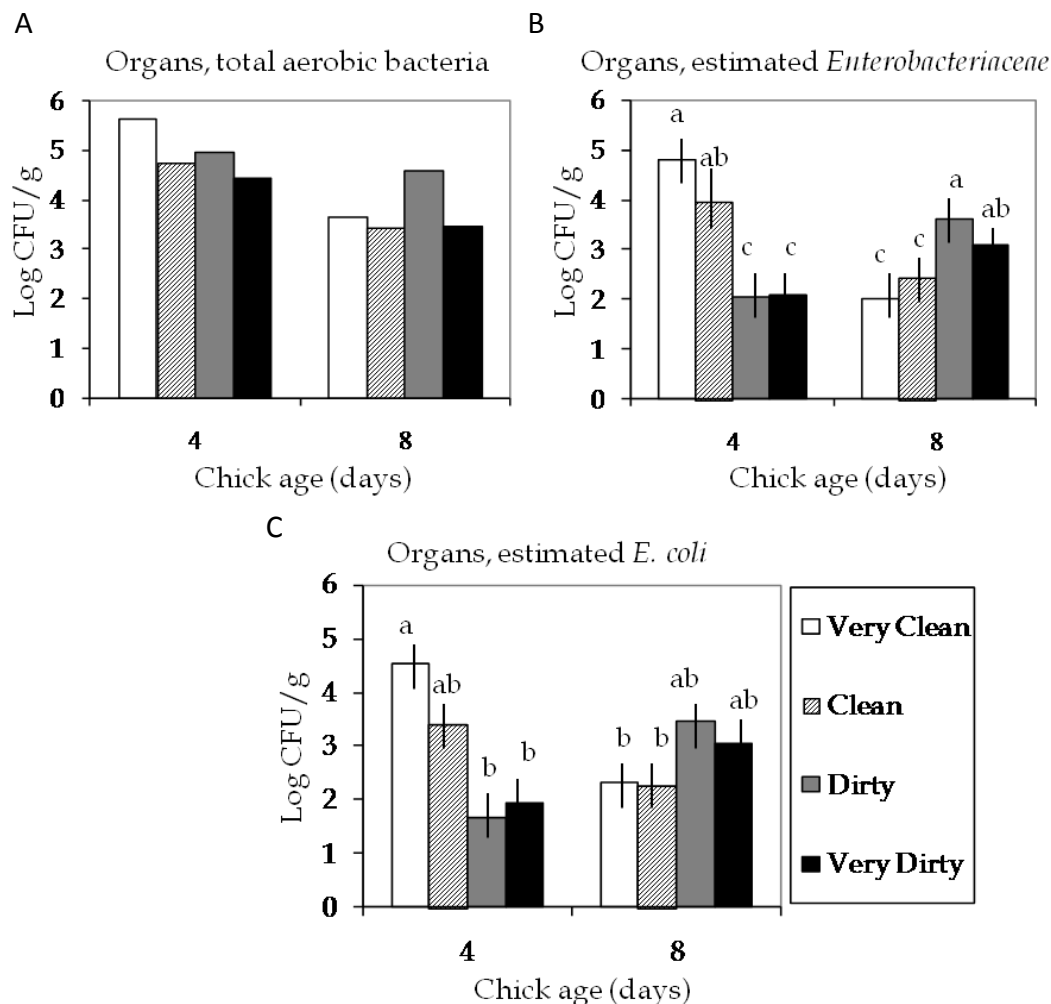 A
Organs, total aerobic bacteria
Log CFU/g
6
5
4
3
2
1
0
4
8
Chick age (days)
B
Organs, estimated Enterobacteriaceae
Log CFU/g
6
5
4
3
2
1
0
a
ab
c
c
c
c
a
ab
4
8
Chick age (days)
C
Organs, estimated E. coli
Log CFU/g
6
5
4
3
2
1
0
a
ab
b
b
b
b
ab
ab
4
8
Chick age (days)
Very Clean
Clean
Dirty
Very Dirty